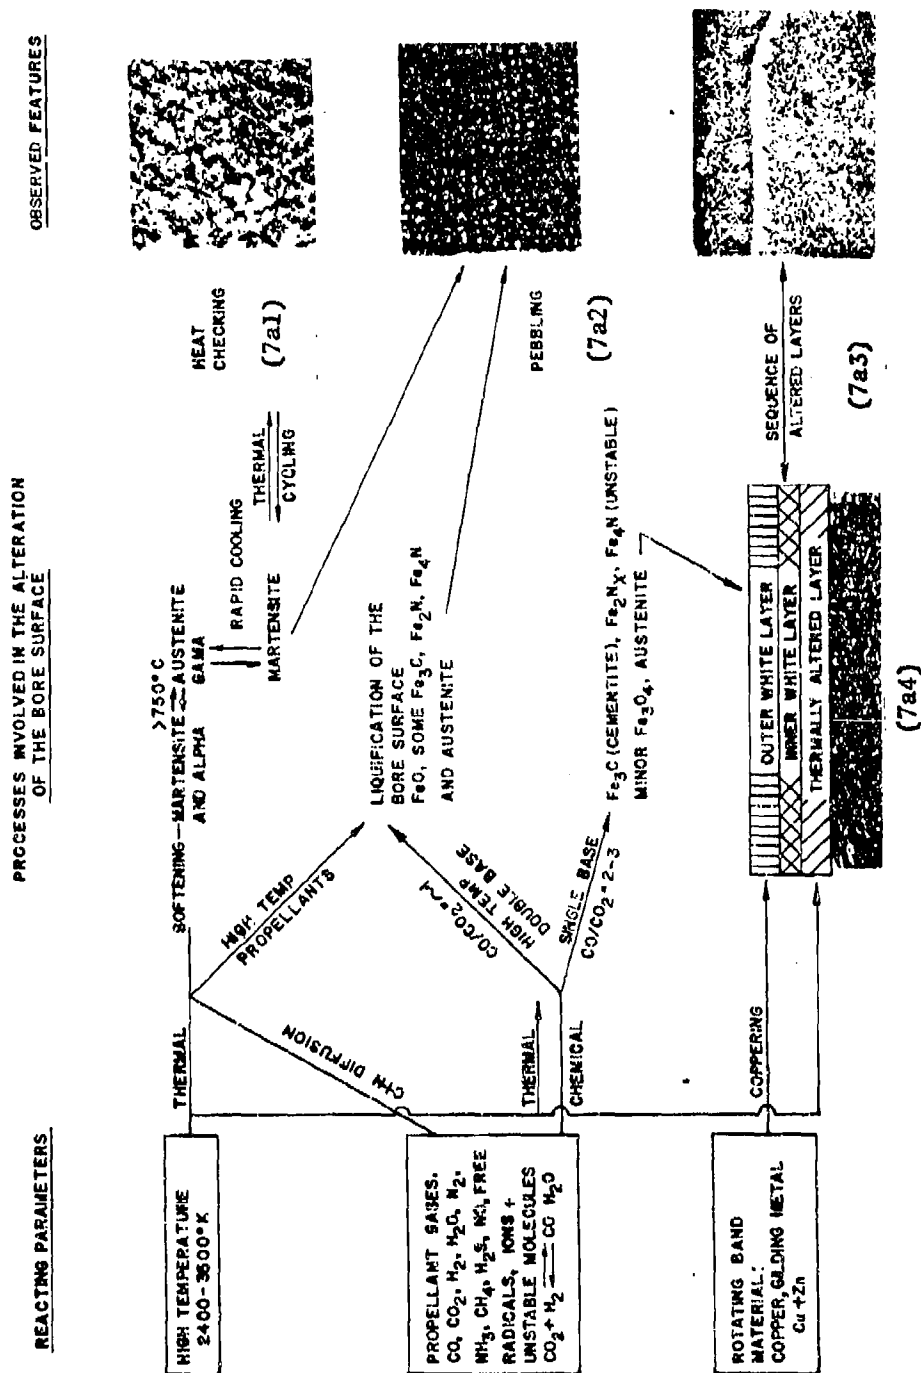 REACTING PARAMETERS
HIGH TEMPERATURE
2400-3500°K
PROPELLANT GASES.
CO, CO₂, H₂, H₂O, N₂,
NH₃, CH₄, H₂S, NO, FREE
RADICALS, IONS +
UNSTABLE MOLECULES
CO₂ + H₂ ⇌ CO H₂O
ROTATING BAND
MATERIAL:
COPPER, GILDING METAL
Cu+Zn
PROCESSES INVOLVED IN THE ALTERATION
OF THE BORE SURFACE
THERMAL
C+N DIFFUSION
HIGH TEMP
PROPELLANTS
THERMAL
CHEMICAL
CO/CO₂=~1
HIGH TEMP
DOUBLE BASE
SINGLE BASE
CO/CO₂=2-3
COPPERING
>750°C
SOFTENING—MARTENSITE ⇌ AUSTENITE
AND ALPHA GAMA
RAPID COOLING
MARTENSITE
THERMAL
CYCLING
LIQUIFICATION OF THE
BORE SURFACE
FeO, SOME Fe₃C, Fe₂N, Fe₄N
AND AUSTENITE
Fe₃C (CEMENTITE), Fe₂Nₓ, Fe₄N (UNSTABLE)
MINOR Fe₃O₄, AUSTENITE
OUTER WHITE LAYER
INNER WHITE LAYER
THERMALLY ALTERED LAYER
(7a4)
OBSERVED FEATURES
HEAT
CHECKING
(7a1)
PEBBLING
(7a2)
SEQUENCE OF
ALTERED LAYERS
(7a3)